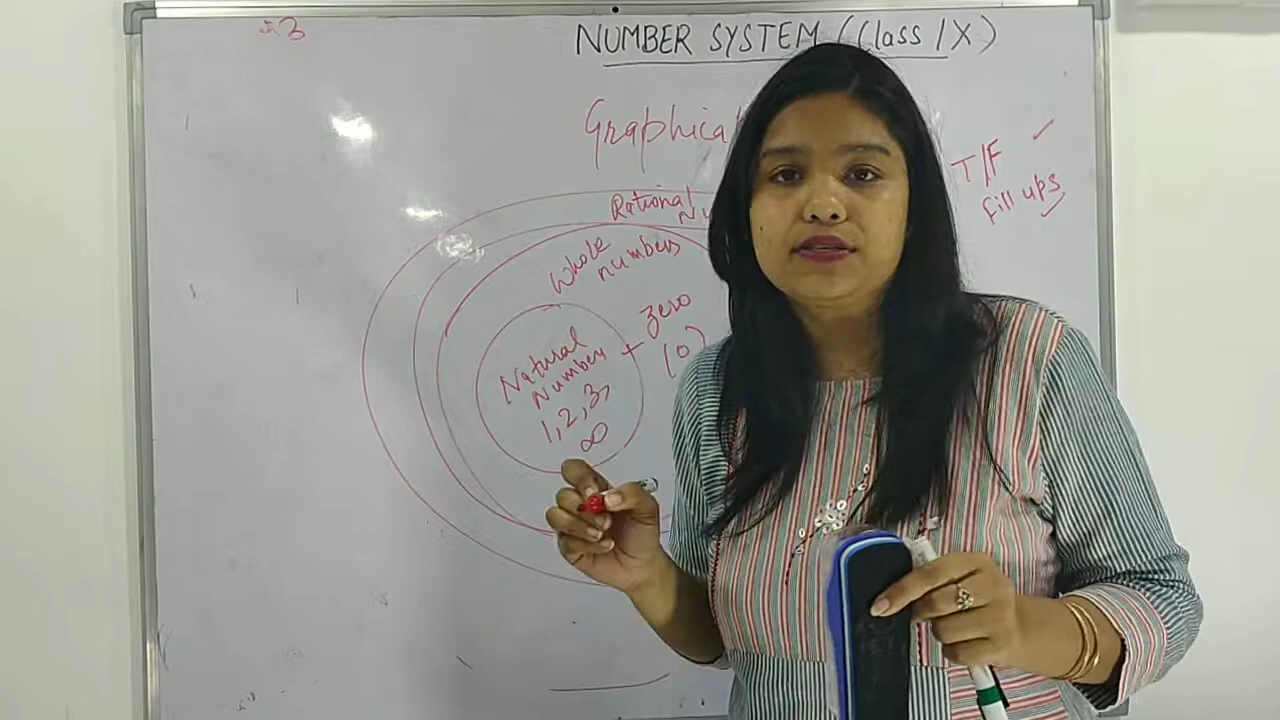 NUMBER SYSTEM (Class IX)
Graphical
T/F ✓
fill ups ✓
Rational
Whole
numbers
zero
Natural
Numbers +
(0)
1, 2, 3,
∞